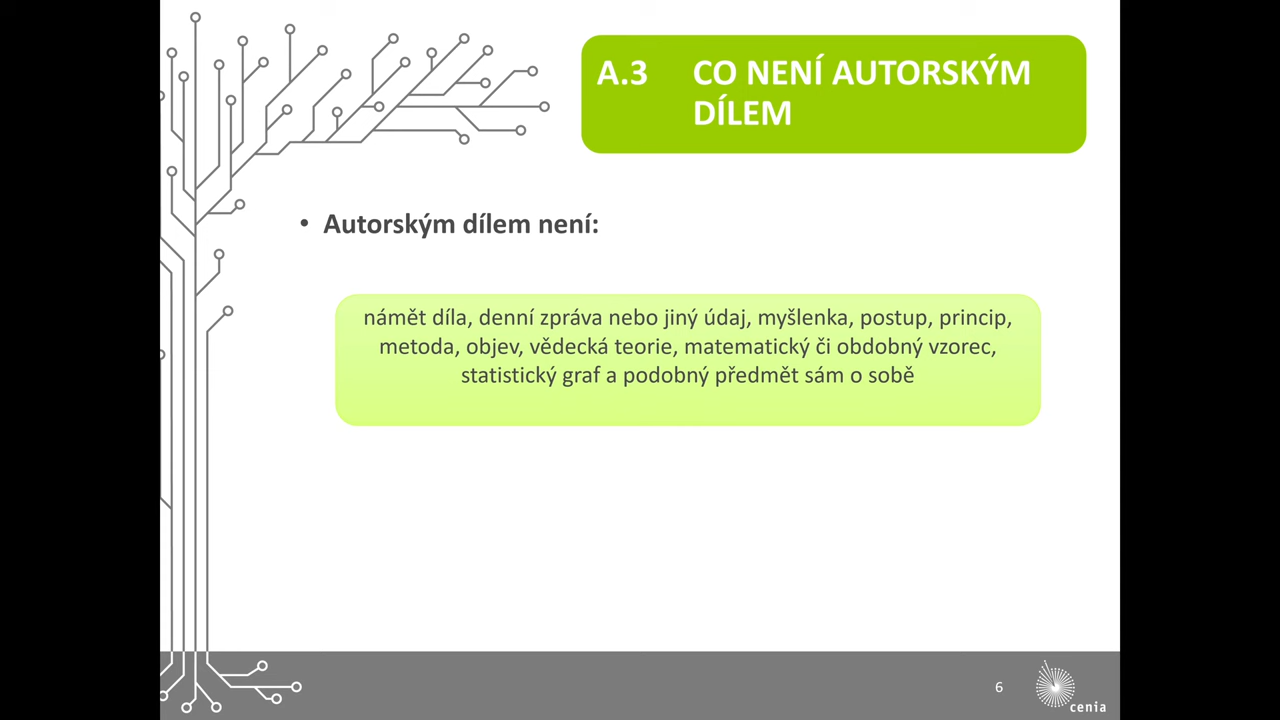 A.3 CO NENÍ AUTORSKÝM
DÍLEM
• Autorským dílem není:
námět díla, denní zpráva nebo jiný údaj, myšlenka, postup, princip,
metoda, objev, vědecká teorie, matematický či obdobný vzorec,
statistický graf a podobný předmět sám o sobě
6
cenia